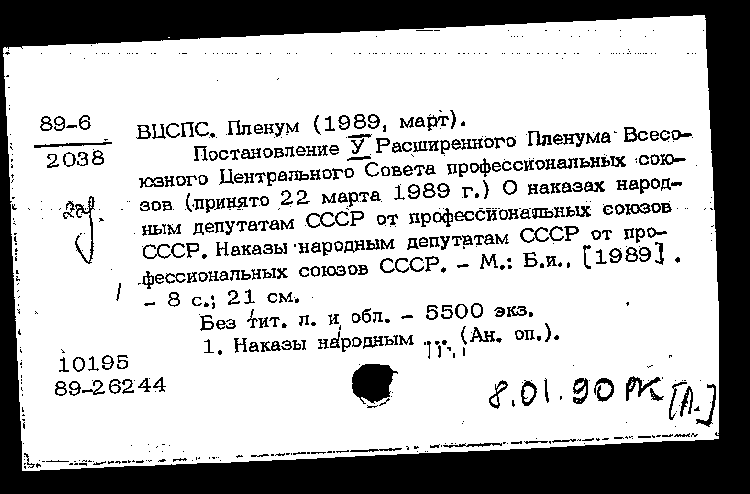 89-6
2038
ВЦСПС. Пленум (1989, март).
Постановление У Расширенного Пленума Всесо-
юзного Центрального Совета профессиональных сою-
зов (принято 22 марта 1989 г.) О наказах народ-
ным депутатам СССР от профессиональных союзов
СССР. Наказы народным депутатам СССР от про-
фессиональных союзов СССР. – М.: Б.и., [1989].
– 8 с.; 21 см.
Без тит. л. и обл. – 5500 экз.
1. Наказы народным ... (Ан. оп.).
10195
89-26244
8.01.90 РК [Л.]